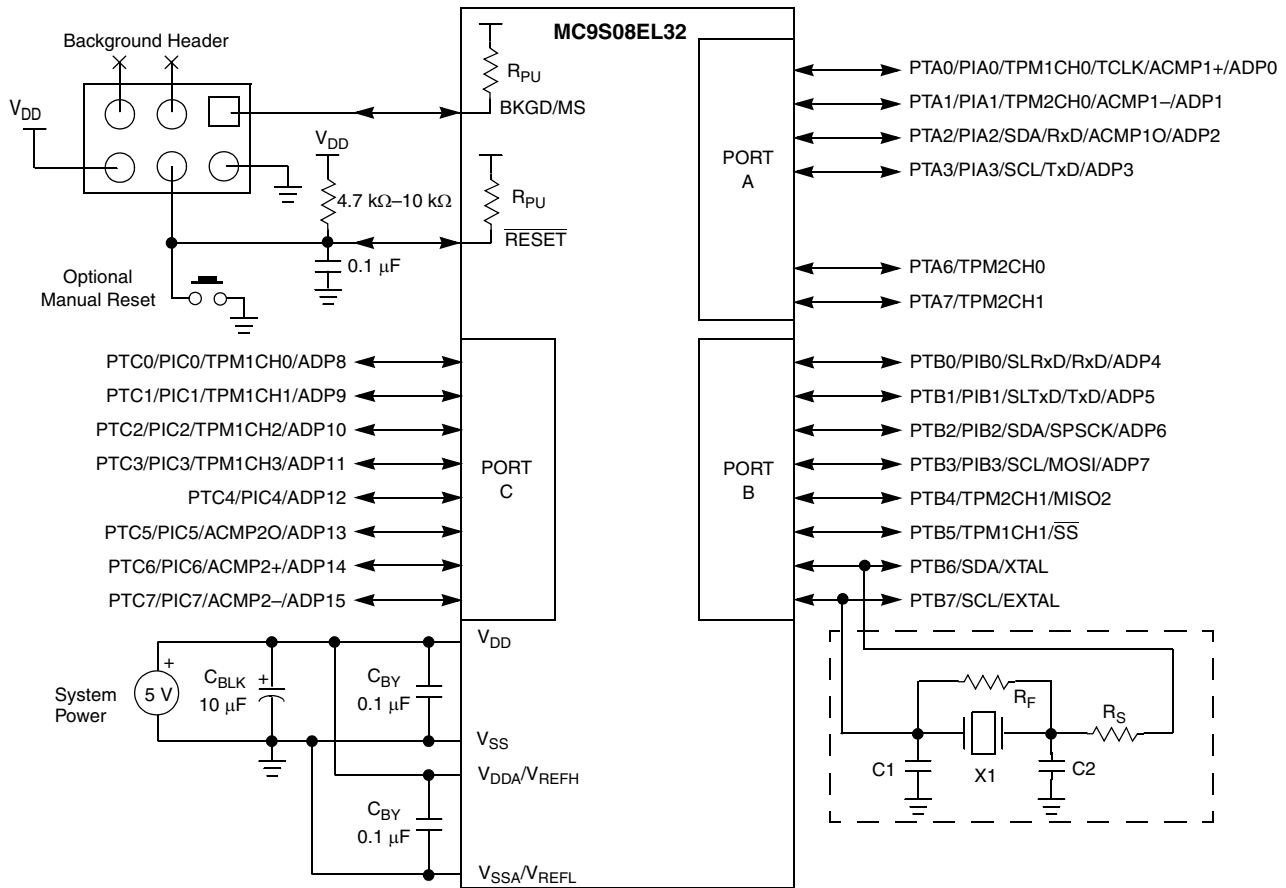 MC9S08EL32
Background Header
V_DD
R_PU
BKGD/MS
V_DD
4.7 kΩ–10 kΩ
R_PU
RESET
0.1 μF
Optional
Manual Reset
PORT
A
PTA0/PIA0/TPM1CH0/TCLK/ACMP1+/ADP0
PTA1/PIA1/TPM2CH0/ACMP1–/ADP1
PTA2/PIA2/SDA/RxD/ACMP1O/ADP2
PTA3/PIA3/SCL/TxD/ADP3
PTA6/TPM2CH0
PTA7/TPM2CH1
PTC0/PIC0/TPM1CH0/ADP8
PTC1/PIC1/TPM1CH1/ADP9
PTC2/PIC2/TPM1CH2/ADP10
PTC3/PIC3/TPM1CH3/ADP11
PTC4/PIC4/ADP12
PTC5/PIC5/ACMP2O/ADP13
PTC6/PIC6/ACMP2+/ADP14
PTC7/PIC7/ACMP2–/ADP15
PORT
C
PORT
B
PTB0/PIB0/SLRxD/RxD/ADP4
PTB1/PIB1/SLTxD/TxD/ADP5
PTB2/PIB2/SDA/SPSCK/ADP6
PTB3/PIB3/SCL/MOSI/ADP7
PTB4/TPM2CH1/MISO2
PTB5/TPM1CH1/SS
PTB6/SDA/XTAL
PTB7/SCL/EXTAL
System
Power
+
5 V
C_BLK +
10 μF
C_BY
0.1 μF
V_DD
V_SS
C_BY
0.1 μF
V_DDA/V_REFH
V_SSA/V_REFL
R_F
R_S
C1
X1
C2